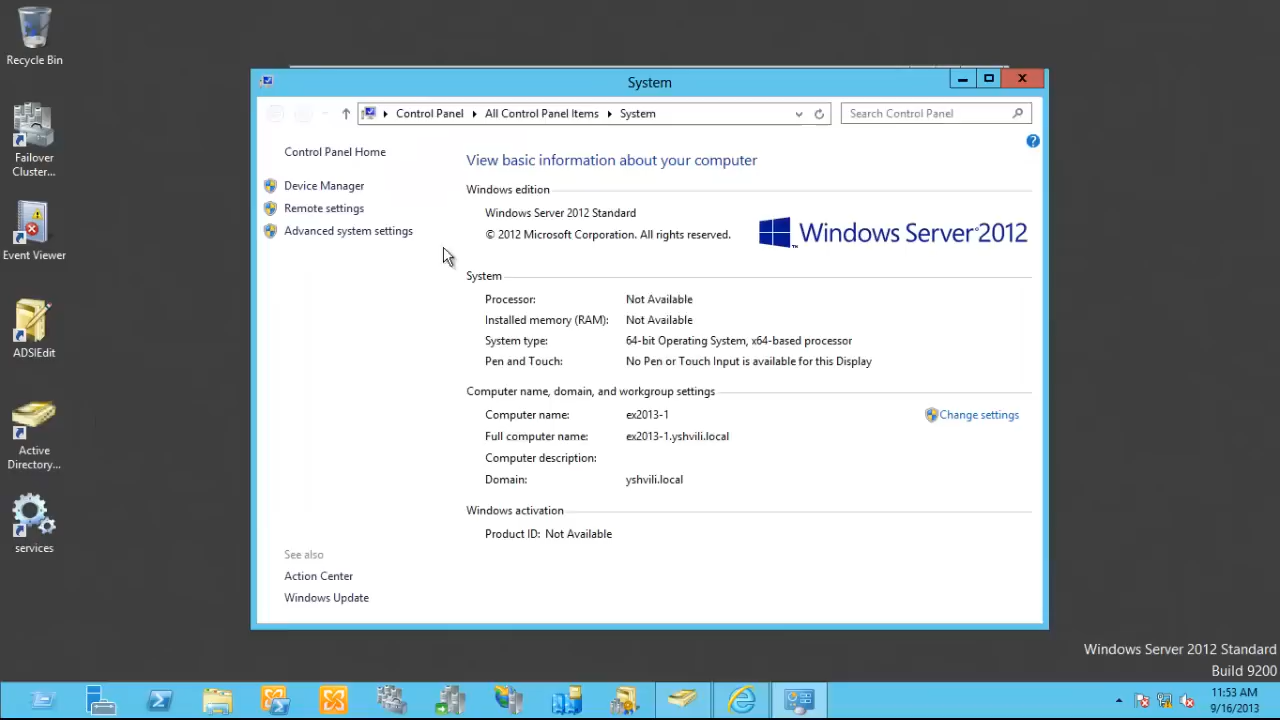 Recycle Bin
Failover
Cluster...
Event Viewer
ADSIEdit
Active
Directory...
services
System
Control Panel
All Control Panel Items
System
Search Control Panel
Control Panel Home
Device Manager
Remote settings
Advanced system settings
See also
Action Center
Windows Update
View basic information about your computer
Windows edition
Windows Server 2012 Standard
© 2012 Microsoft Corporation. All rights reserved.
Windows Server 2012
System
Processor: Not Available
Installed memory (RAM): Not Available
System type: 64-bit Operating System, x64-based processor
Pen and Touch: No Pen or Touch Input is available for this Display
Computer name, domain, and workgroup settings
Computer name: ex2013-1
Change settings
Full computer name: ex2013-1.yshvili.local
Computer description:
Domain: yshvili.local
Windows activation
Product ID: Not Available
Windows Server 2012 Standard
Build 9200
11:53 AM
9/16/2013